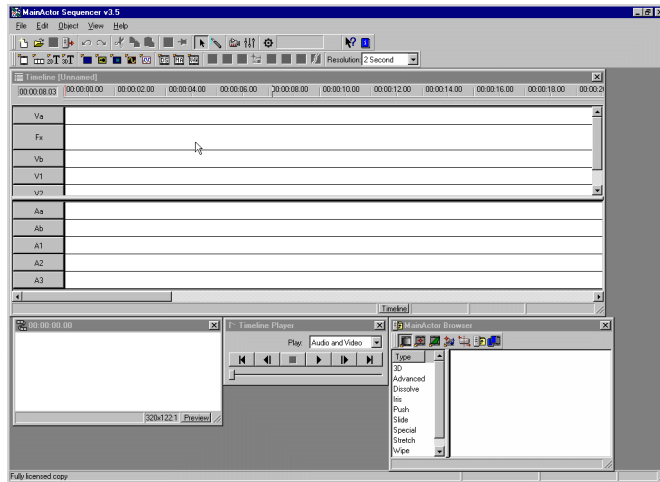 MainActor Sequencer v3.5
File Edit Object View Help
2D T 3D T
Resolution: 2 Second
Timeline [Unnamed]
00:00:08.03 00:00:00.00 00:00:02.00 00:00:04.00 00:00:06.00 00:00:08.00 00:00:10.00 00:00:12.00 00:00:14.00 00:00:16.00 00:00:18.00 00:00:2
Va
Fx
Vb
V1
V2
Aa
Ab
A1
A2
A3
Timeline
00:00:00.00
320x122:1 Preview
Timeline Player
Play: Audio and Video
MainActor Browser
Type
3D
Advanced
Dissolve
Iris
Push
Slide
Special
Stretch
Wipe
Fully licensed copy